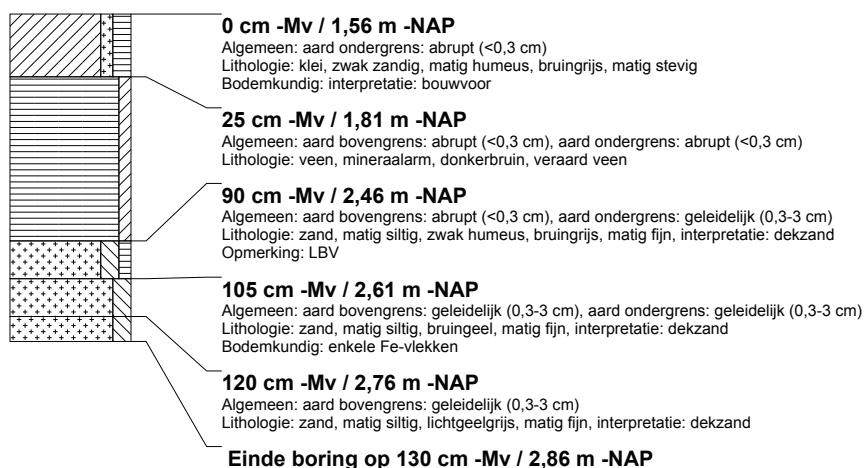 0 cm -Mv / 1,56 m -NAP
Algemeen: aard ondergrens: abrupt (<0,3 cm)
Lithologie: klei, zwak zandig, matig humeus, bruingrijs, matig stevig
Bodemkundig: interpretatie: bouwvoor
25 cm -Mv / 1,81 m -NAP
Algemeen: aard bovengrens: abrupt (<0,3 cm), aard ondergrens: abrupt (<0,3 cm)
Lithologie: veen, mineraalarm, donkerbruin, veraard veen
90 cm -Mv / 2,46 m -NAP
Algemeen: aard bovengrens: abrupt (<0,3 cm), aard ondergrens: geleidelijk (0,3-3 cm)
Lithologie: zand, matig siltig, zwak humeus, bruingrijs, matig fijn, interpretatie: dekzand
Opmerking: LBV
105 cm -Mv / 2,61 m -NAP
Algemeen: aard bovengrens: geleidelijk (0,3-3 cm), aard ondergrens: geleidelijk (0,3-3 cm)
Lithologie: zand, matig siltig, bruingeel, matig fijn, interpretatie: dekzand
Bodemkundig: enkele Fe-vlekken
120 cm -Mv / 2,76 m -NAP
Algemeen: aard bovengrens: geleidelijk (0,3-3 cm)
Lithologie: zand, matig siltig, lichtgeelgrijs, matig fijn, interpretatie: dekzand
Einde boring op 130 cm -Mv / 2,86 m -NAP